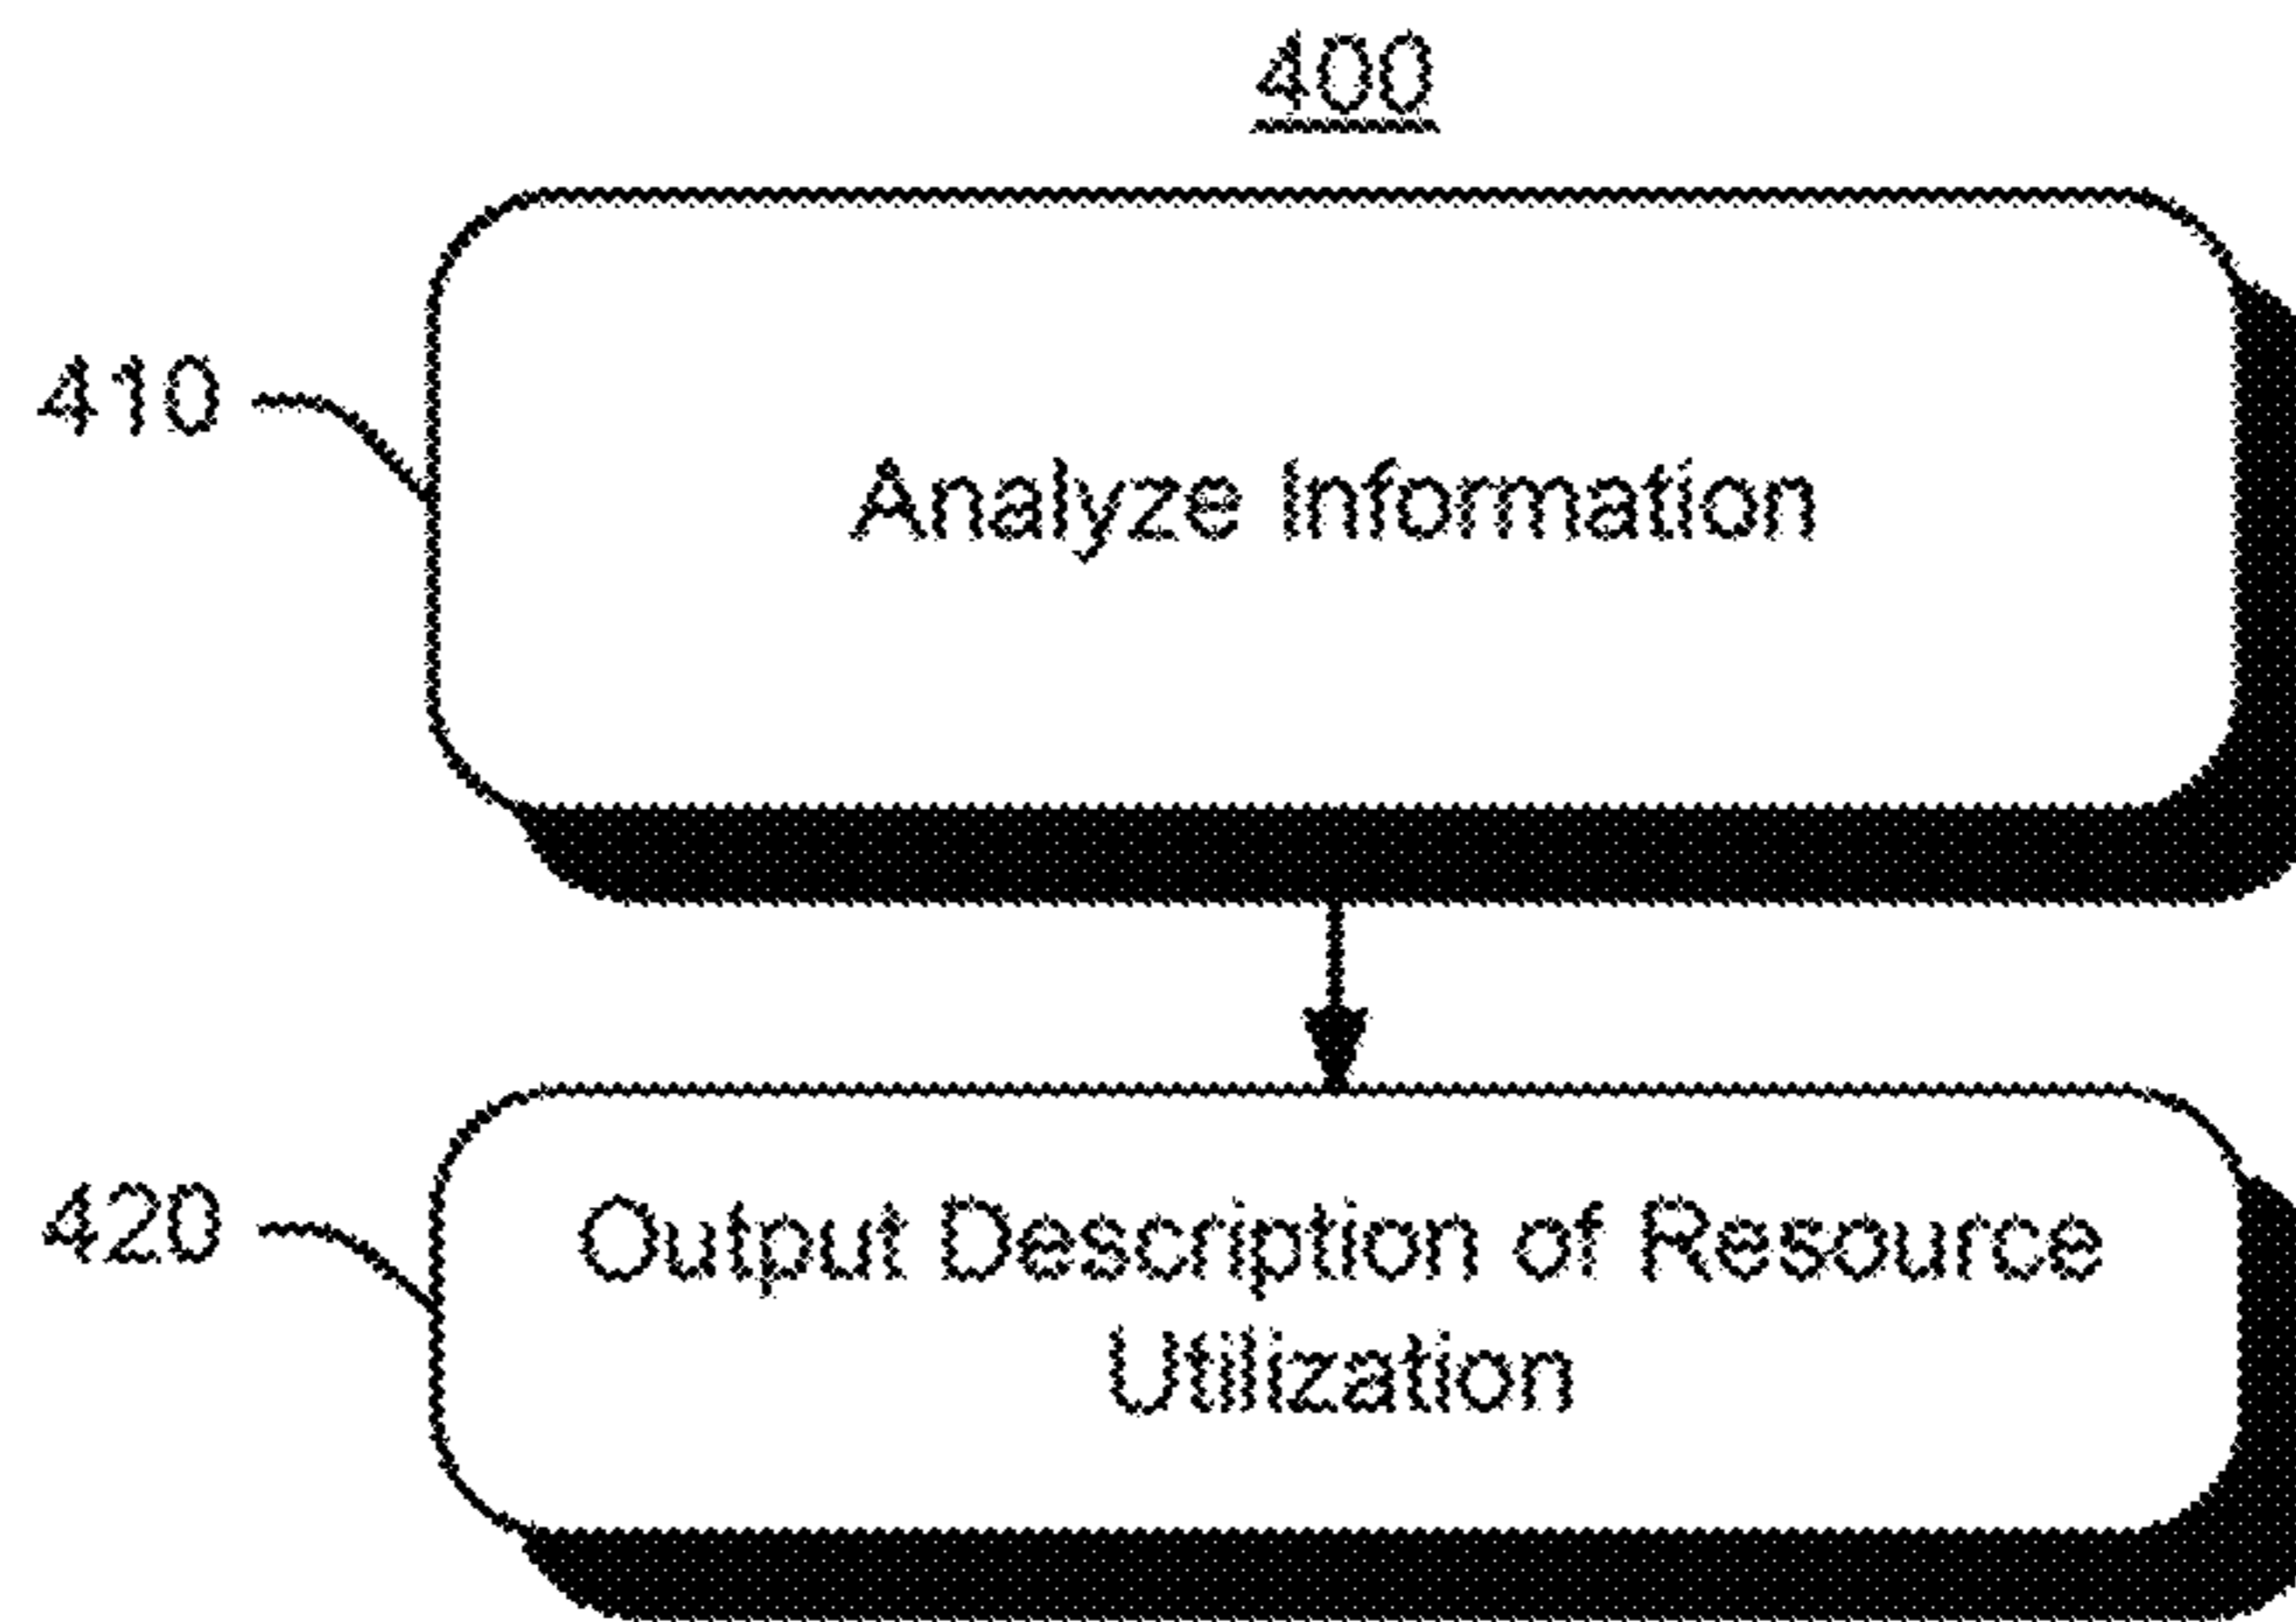 400
410
Analyze Information
420
Output Description of Resource
Utilization